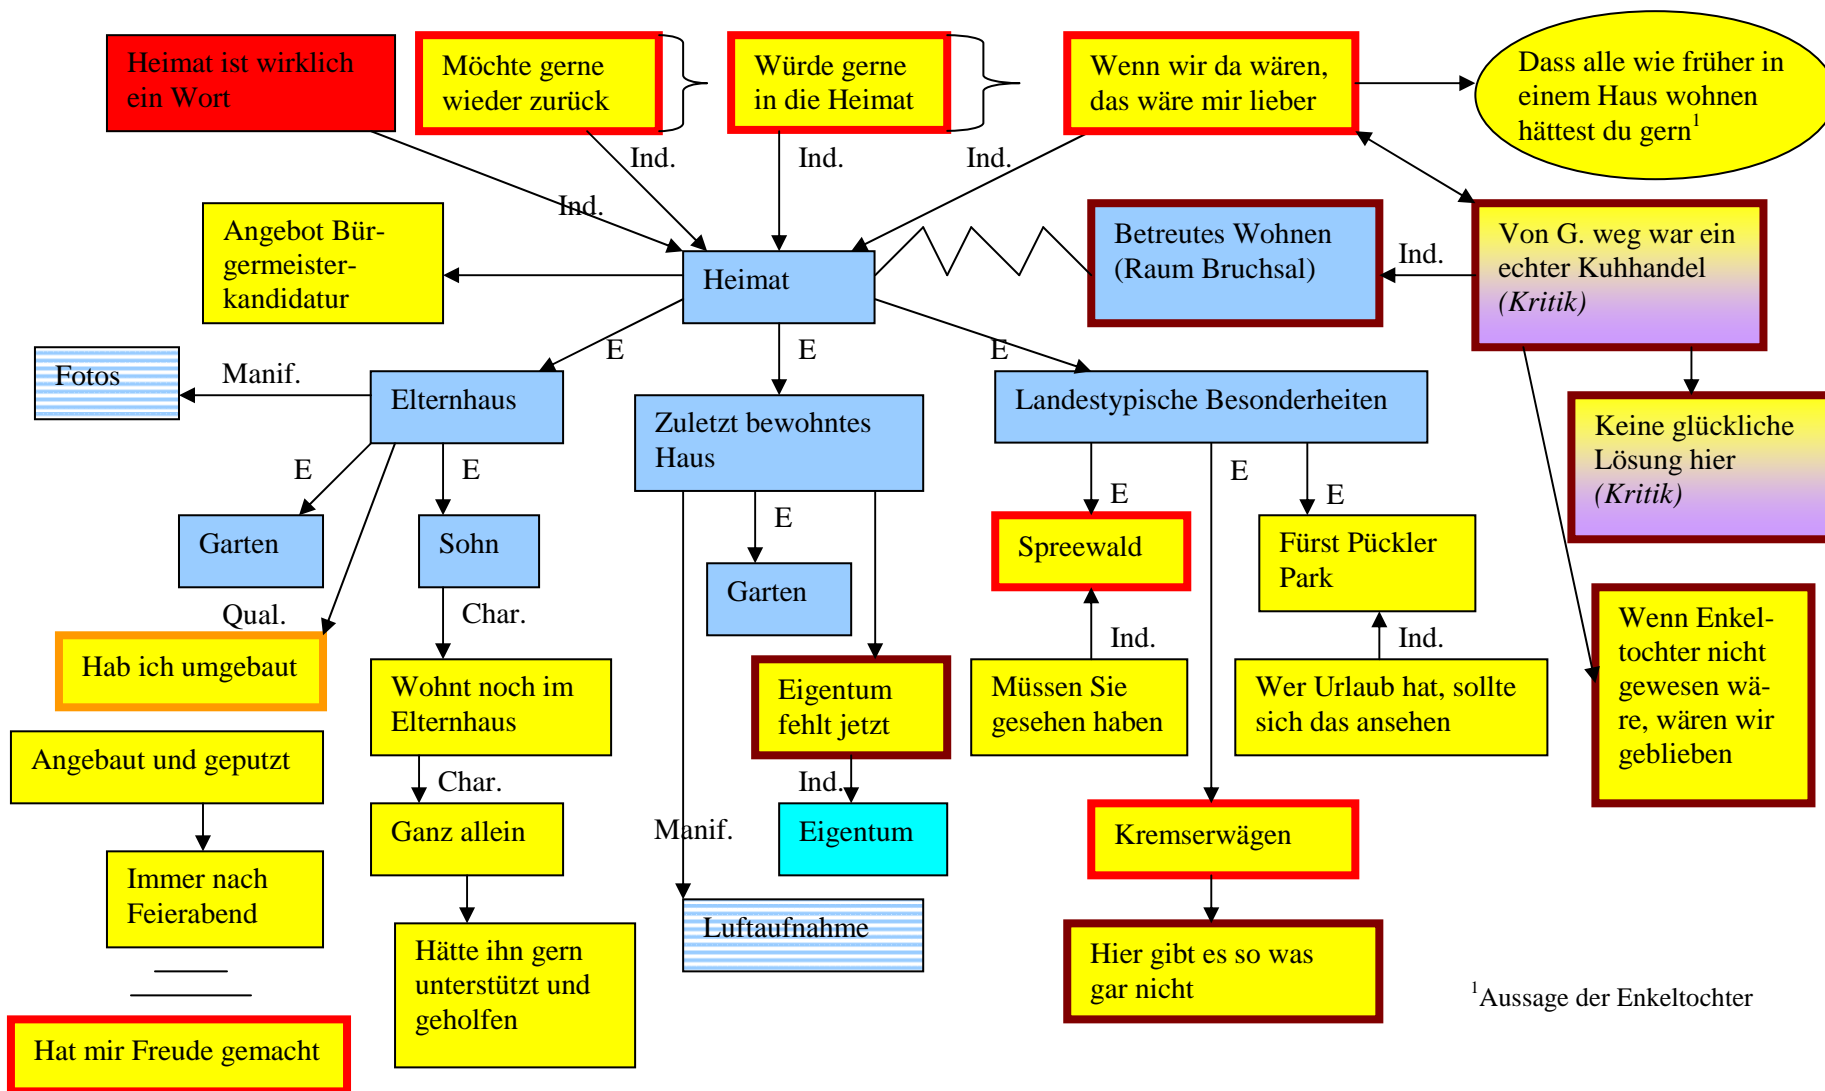 Heimat ist wirklich
ein Wort
Möchte gerne
wieder zurück
Würde gerne
in die Heimat
Wenn wir da wären,
das wäre mir lieber
Dass alle wie früher in
einem Haus wohnen
hättest du gern¹
Ind.
Ind.
Ind.
Ind.
Angebot Bür-
germeister-
kandidatur
Heimat
Betreutes Wohnen
(Raum Bruchsal)
Ind.
Von G. weg war ein
echter Kuhhandel
(Kritik)
E
E
E
Fotos
Manif.
Elternhaus
Zuletzt bewohntes
Haus
Landestypische Besonderheiten
Keine glückliche
Lösung hier
(Kritik)
E
E
E
E
E
E
Garten
Sohn
Garten
Spreewald
Fürst Pückler
Park
Qual.
Char.
Ind.
Ind.
Hab ich umgebaut
Wohnt noch im
Elternhaus
Eigentum
fehlt jetzt
Müssen Sie
gesehen haben
Wer Urlaub hat, sollte
sich das ansehen
Wenn Enkel-
tochter nicht
gewesen wä-
re, wären wir
geblieben
Angebaut und geputzt
Char.
Ind.
Ganz allein
Manif.
Eigentum
Kremserwägen
Immer nach
Feierabend
Luftaufnahme
Hätte ihn gern
unterstützt und
geholfen
Hier gibt es so was
gar nicht
Hat mir Freude gemacht
¹Aussage der Enkeltochter